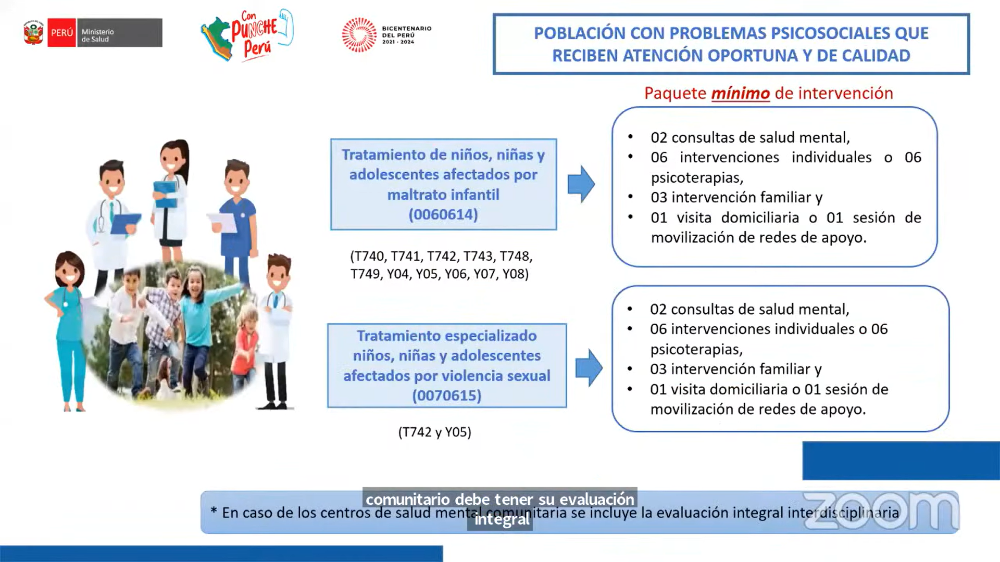 PERÚ
Ministerio
de Salud
Con
PUNCHE
Perú
BICENTENARIO
DEL PERÚ
2021 - 2024
POBLACIÓN CON PROBLEMAS PSICOSOCIALES QUE
RECIBEN ATENCIÓN OPORTUNA Y DE CALIDAD
Paquete mínimo de intervención
Tratamiento de niños, niñas y
adolescentes afectados por
maltrato infantil
(0060614)
(T740, T741, T742, T743, T748,
T749, Y04, Y05, Y06, Y07, Y08)
• 02 consultas de salud mental,
• 06 intervenciones individuales o 06
psicoterapias,
• 03 intervención familiar y
• 01 visita domiciliaria o 01 sesión de
movilización de redes de apoyo.
Tratamiento especializado
niños, niñas y adolescentes
afectados por violencia sexual
(0070615)
(T742 y Y05)
• 02 consultas de salud mental,
• 06 intervenciones individuales o 06
psicoterapias,
• 03 intervención familiar y
• 01 visita domiciliaria o 01 sesión de
movilización de redes de apoyo.
* En caso de los centros de salud mental comunitaria se incluye la evaluación integral interdisciplinaria
comunitario debe tener su evaluación
integral
zoom